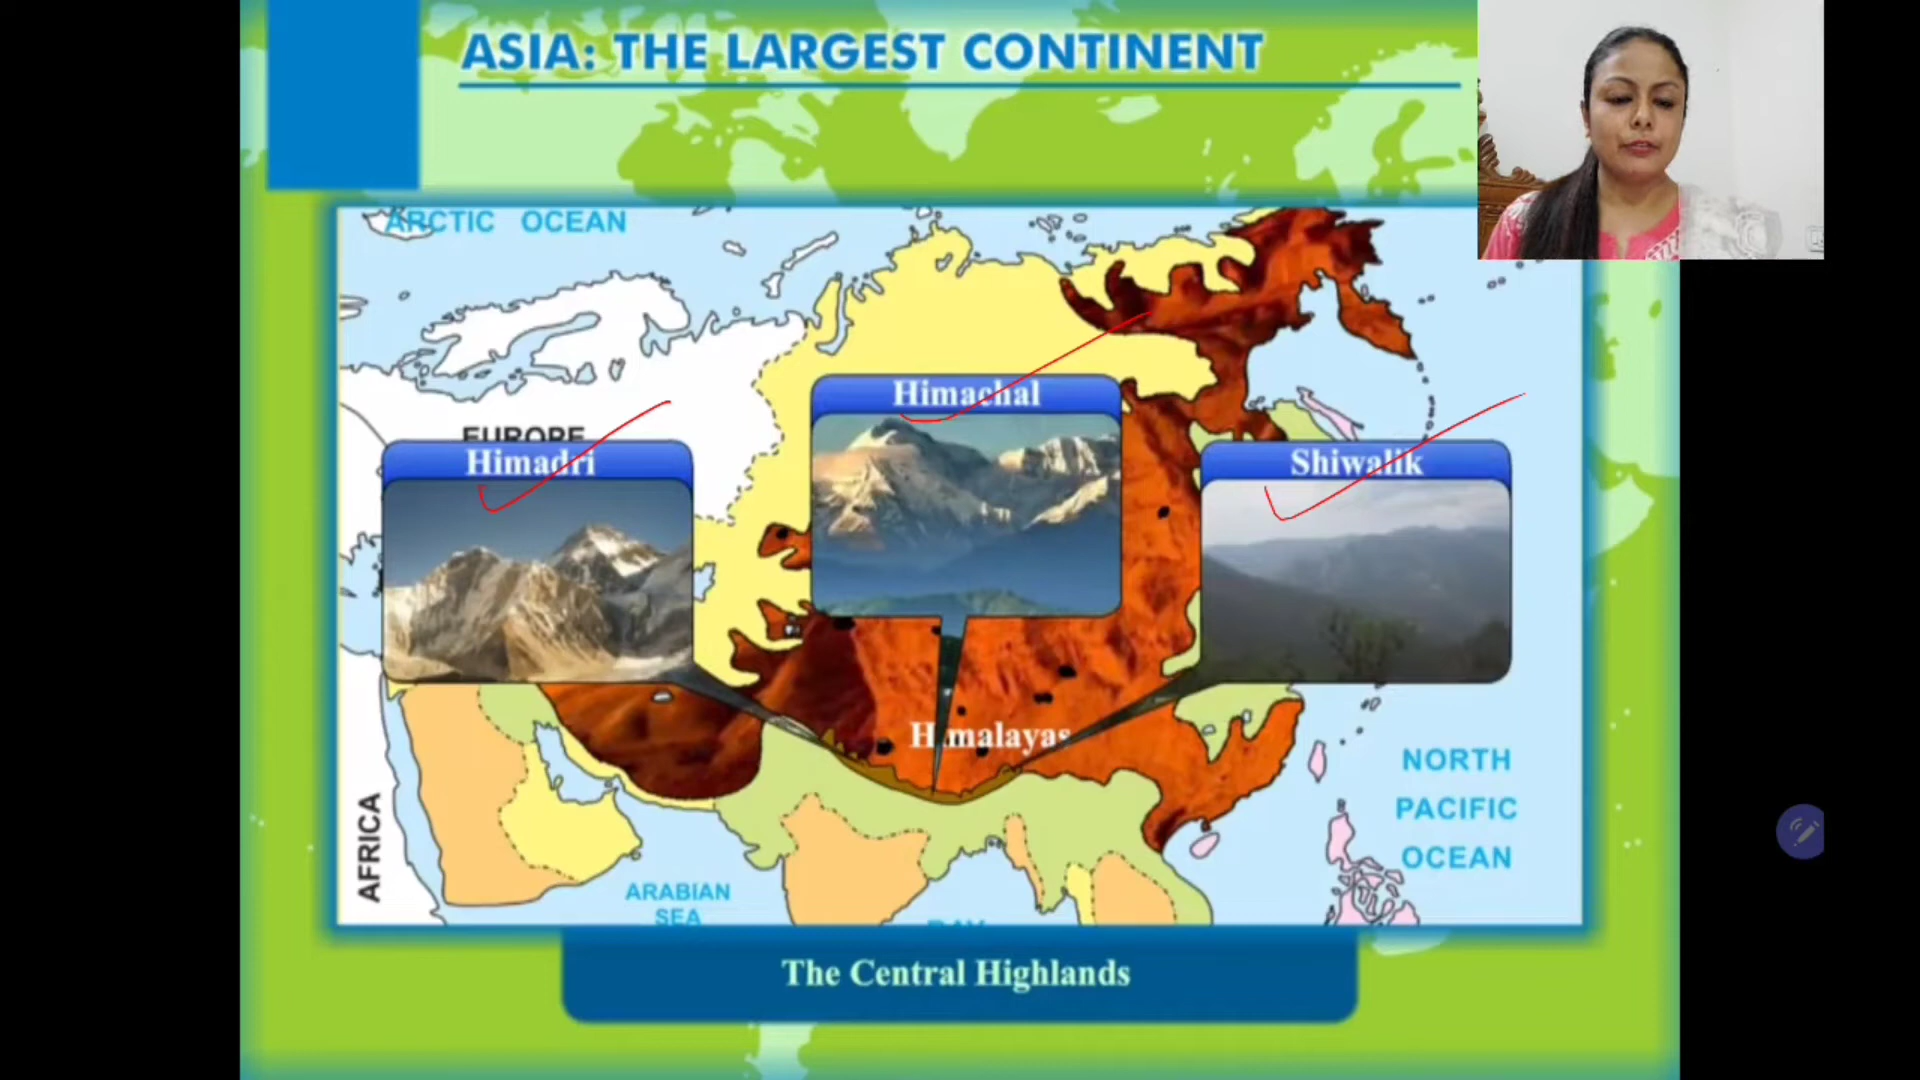 ASIA: THE LARGEST CONTINENT
ARCTIC OCEAN
Himachal
EUROPE
Himadri
Shiwalik
Himalayas
NORTH
PACIFIC
OCEAN
AFRICA
ARABIAN
SEA
BAY
The Central Highlands